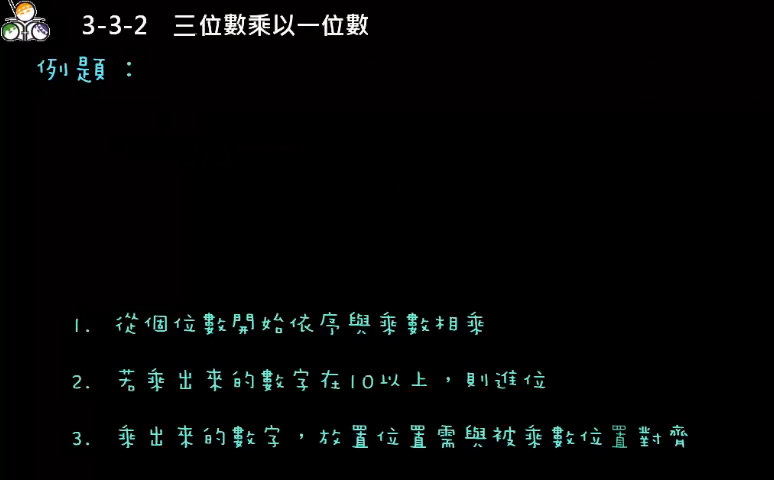 3-3-2 三位數乘以一位數
例題：
1. 從個位數開始依序與乘數相乘
2. 若乘出來的數字在10以上，則進位
3. 乘出來的數字，放置位置需與被乘數位置對齊